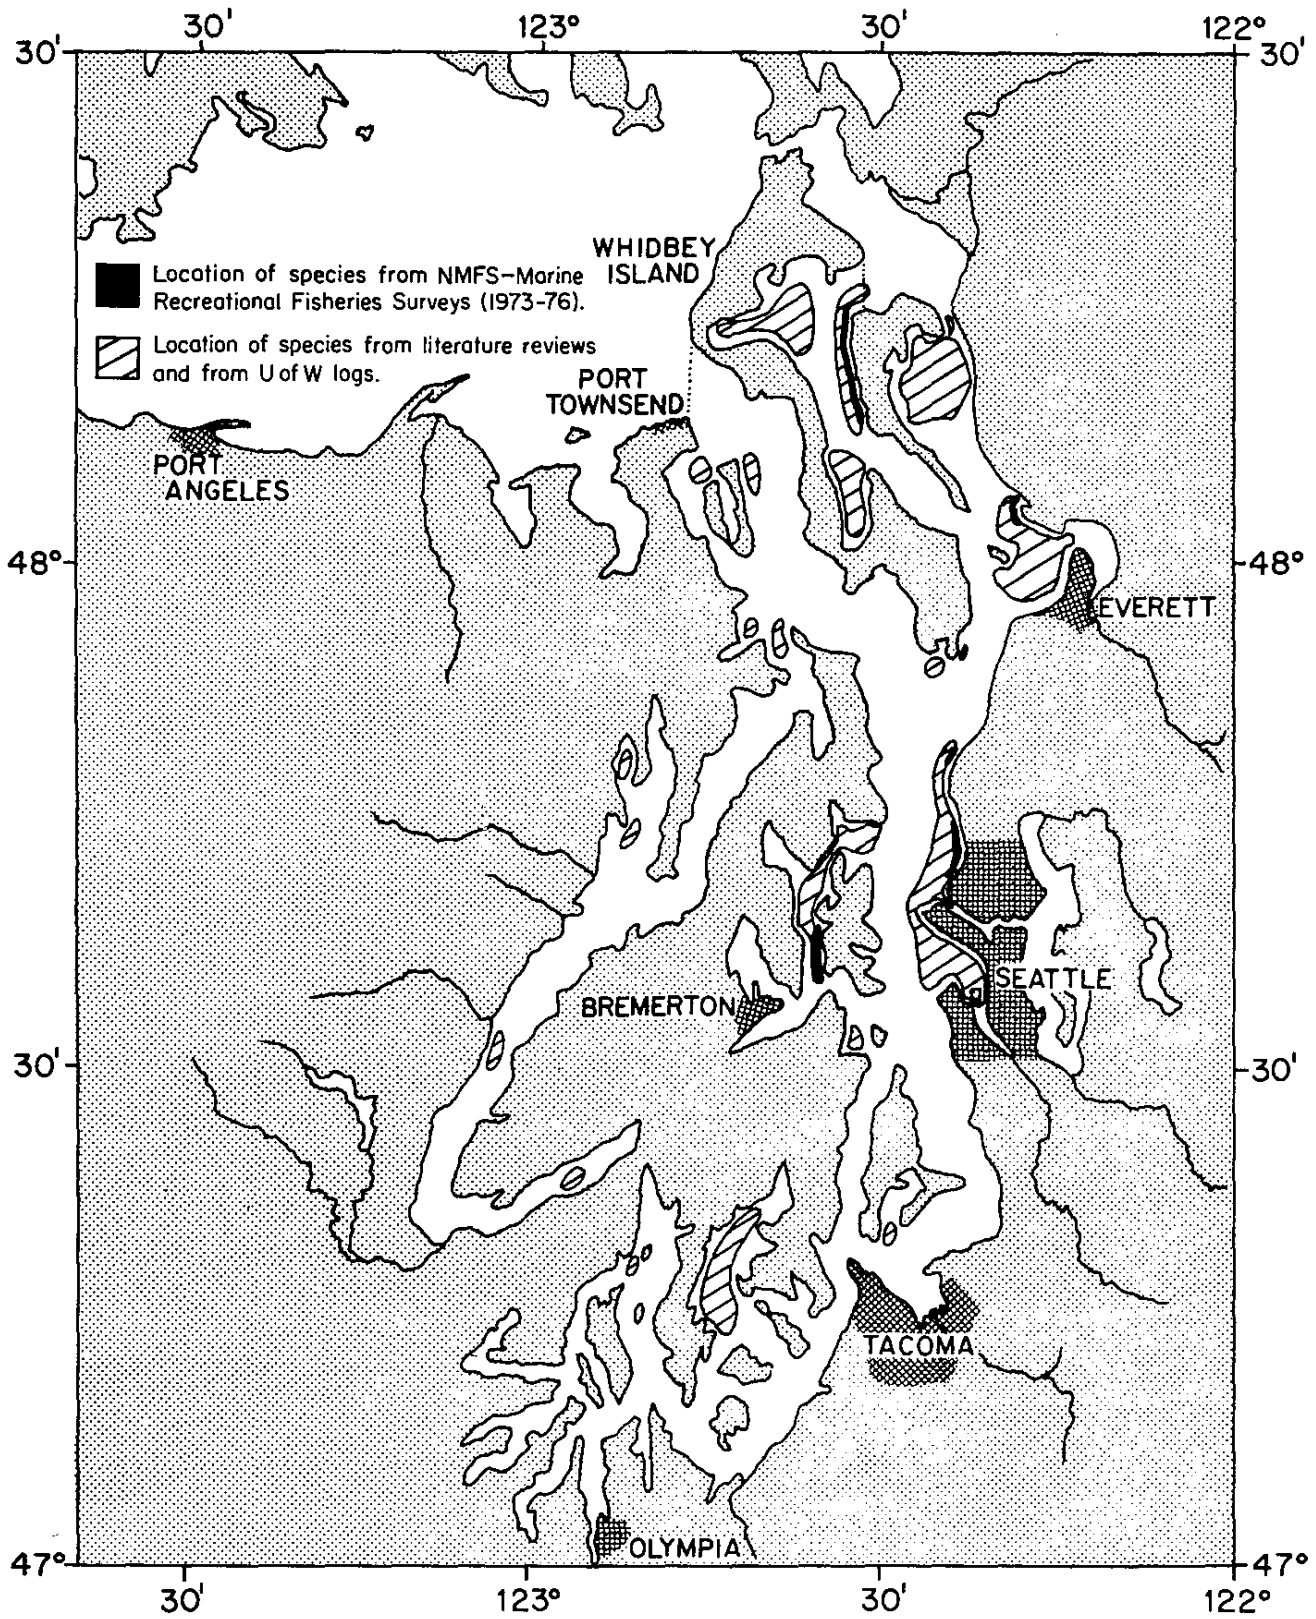 30' 123° 30' 122°
30' 30'
WHIDBEY
ISLAND
Location of species from NMFS-Marine
Recreational Fisheries Surveys (1973-76).
Location of species from literature reviews
and from U of W logs.
PORT
TOWNSEND
PORT
ANGELES
48° 48°
EVERETT
SEATTLE
BREMERTON
30' 30'
TACOMA
OLYMPIA
47° 47°
30' 123° 30' 122°